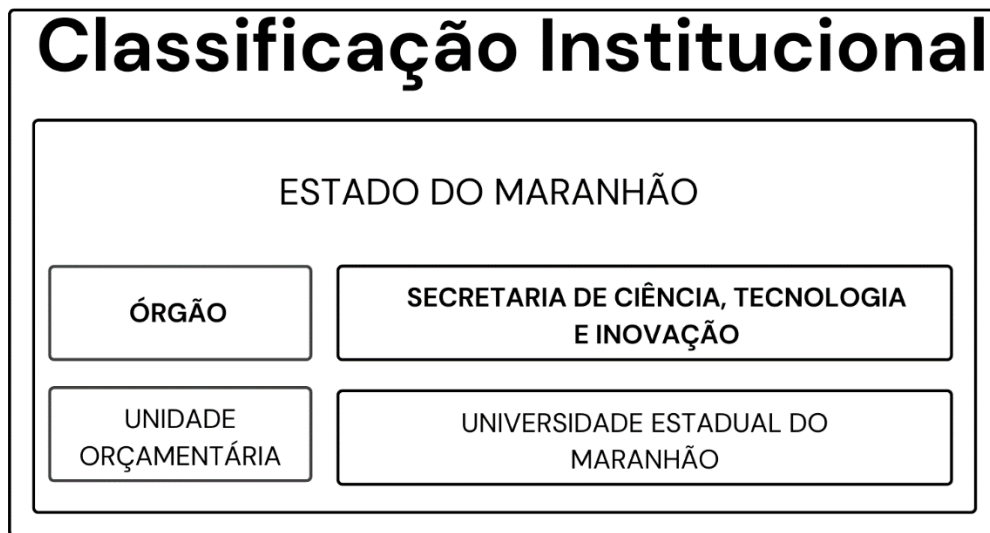 Classificação Institucional
ESTADO DO MARANHÃO
ÓRGÃO
SECRETARIA DE CIÊNCIA, TECNOLOGIA
E INOVAÇÃO
UNIDADE
ORÇAMENTÁRIA
UNIVERSIDADE ESTADUAL DO
MARANHÃO